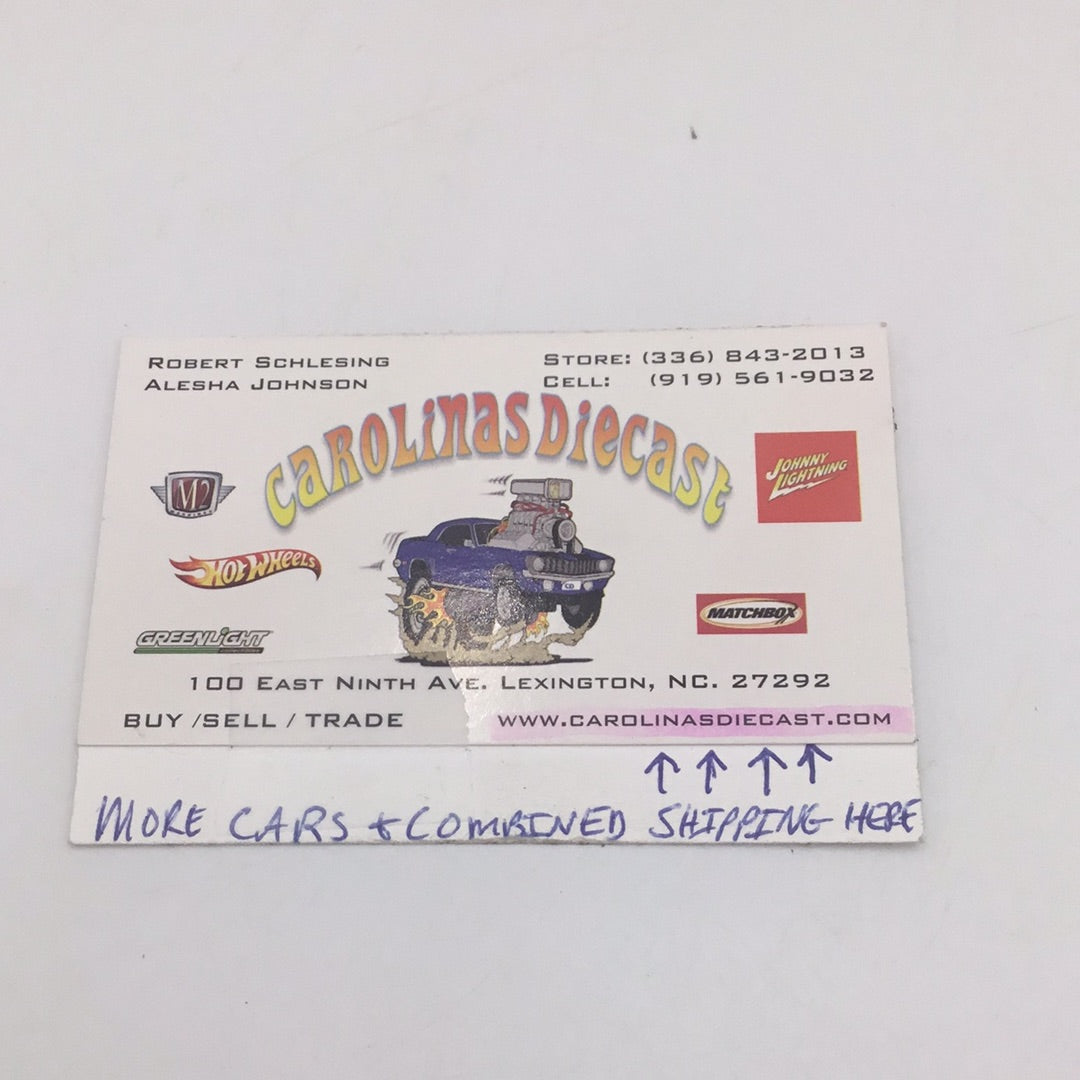 ROBERT SCHLESING
ALESHA JOHNSON
STORE: (336) 843-2013
CELL: (919) 561-9032
CAROLINAS DIECAST
M2
JOHNNY
LIGHTNING
HOT WHEELS
MATCHBOX
GREENLIGHT
100 EAST NINTH AVE. LEXINGTON, NC. 27292
BUY /SELL / TRADE
WWW.CAROLINASDIECAST.COM
MORE CARS + COMBINED SHIPPING HERE